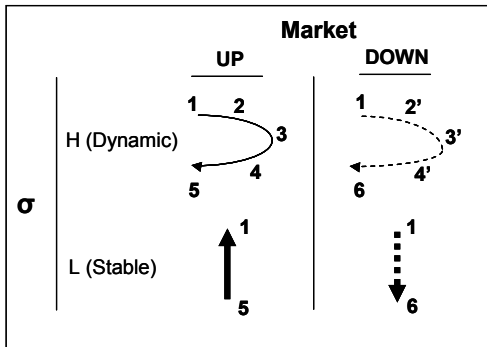 Market
UP DOWN
1 2 1 2’
H (Dynamic) 3 3’
5 4 6 4’
σ
1 1
L (Stable)
5 6